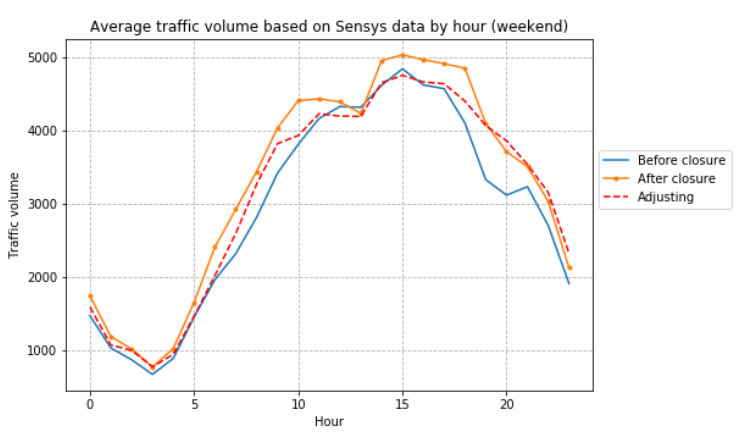 Average traffic volume based on Sensys data by hour (weekend)
5000
4000
3000
2000
1000
Traffic volume
0
5
10
15
20
Hour
Before closure
After closure
Adjusting